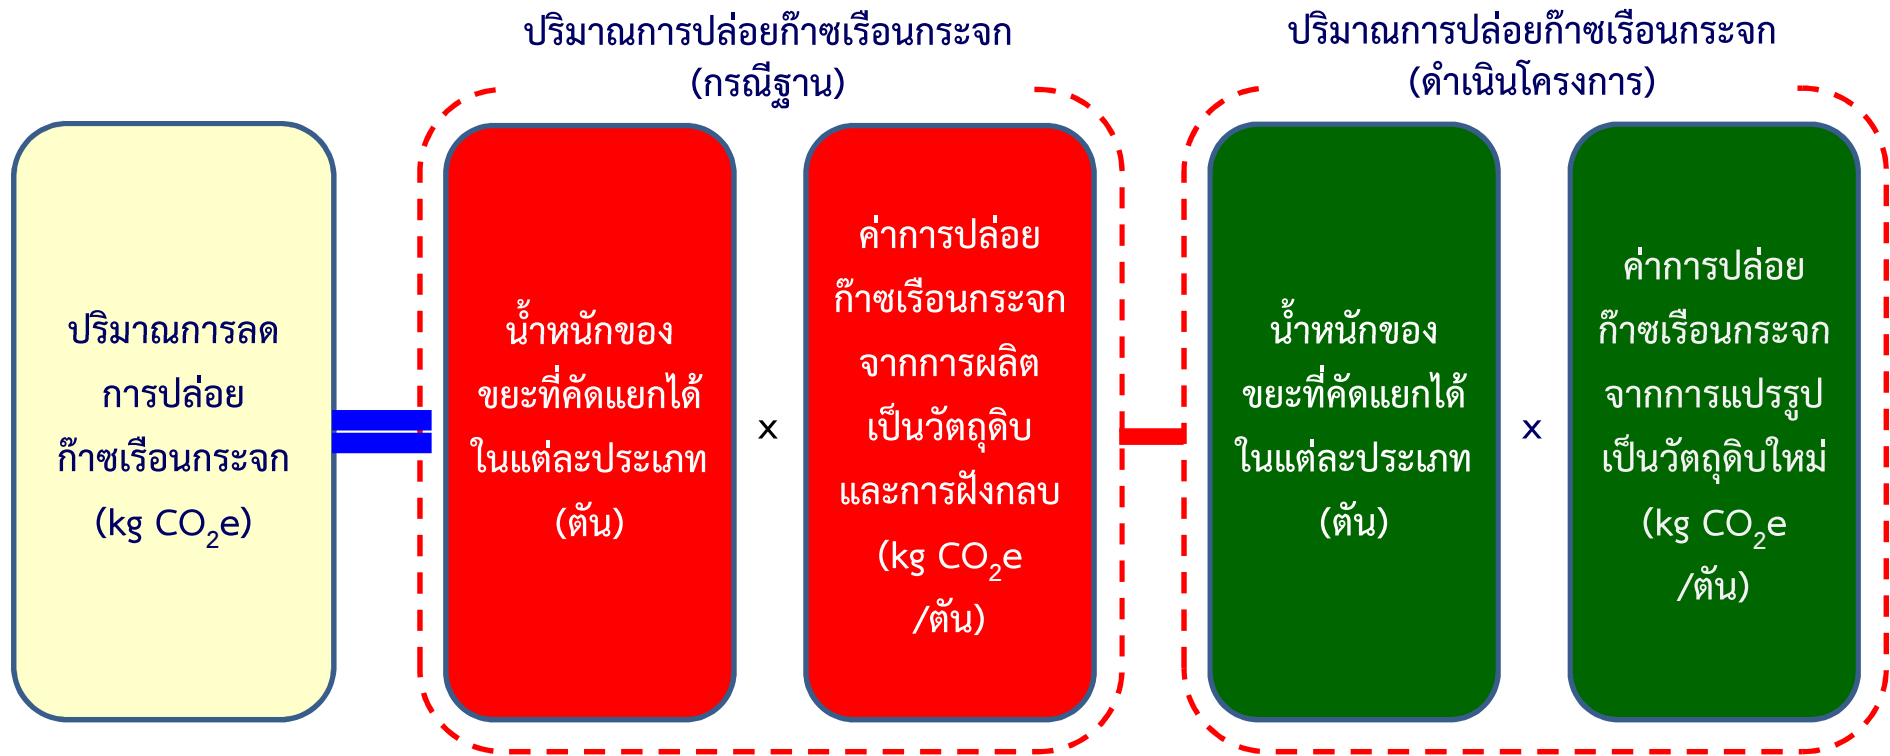 ปริมาณการปล่อยก๊าซเรือนกระจก
(กรณีฐาน)
ปริมาณการปล่อยก๊าซเรือนกระจก
(ดำเนินโครงการ)
ปริมาณการลด
การปล่อย
ก๊าซเรือนกระจก
(kg CO₂e)
น้ำหนักของ
ขยะที่คัดแยกได้
ในแต่ละประเภท
(ตัน)
x
ค่าการปล่อย
ก๊าซเรือนกระจก
จากการผลิต
เป็นวัตถุดิบ
และการฝังกลบ
(kg CO₂e
/ตัน)
น้ำหนักของ
ขยะที่คัดแยกได้
ในแต่ละประเภท
(ตัน)
x
ค่าการปล่อย
ก๊าซเรือนกระจก
จากการแปรรูป
เป็นวัตถุดิบใหม่
(kg CO₂e
/ตัน)